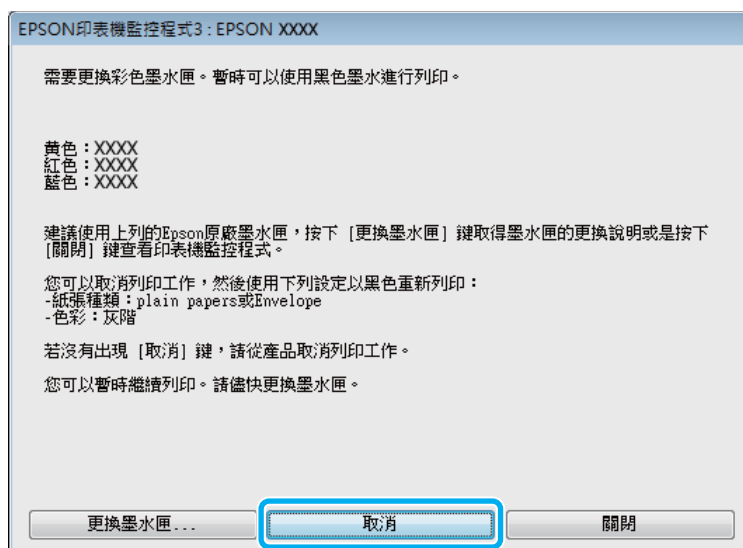 EPSON印表機監控程式3 : EPSON XXXX
需要更換彩色墨水匣。暫時可以使用黑色墨水進行列印。
黃色：XXXX
紅色：XXXX
藍色：XXXX
建議使用上列的Epson原廠墨水匣，按下 [更換墨水匣] 鍵取得墨水匣的更換說明或是按下
[關閉] 鍵查看印表機監控程式。
您可以取消列印工作，然後使用下列設定以黑色重新列印：
-紙張種類：plain papers或Envelope
-色彩：灰階
若沒有出現 [取消] 鍵，請從產品取消列印工作。
您可以暫時繼續列印。請儘快更換墨水匣。
更換墨水匣... 取消 關閉